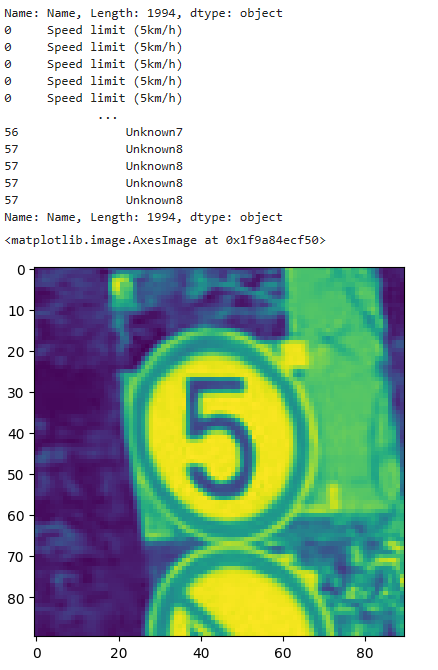 Name: Name, Length: 1994, dtype: object
0 Speed limit (5km/h)
0 Speed limit (5km/h)
0 Speed limit (5km/h)
0 Speed limit (5km/h)
0 Speed limit (5km/h)
...
56 Unknown7
57 Unknown8
57 Unknown8
57 Unknown8
57 Unknown8
Name: Name, Length: 1994, dtype: object
<matplotlib.image.AxesImage at 0x1f9a84ecf50>
0
10
20
30
40
50
60
70
80
5
0 20 40 60 80